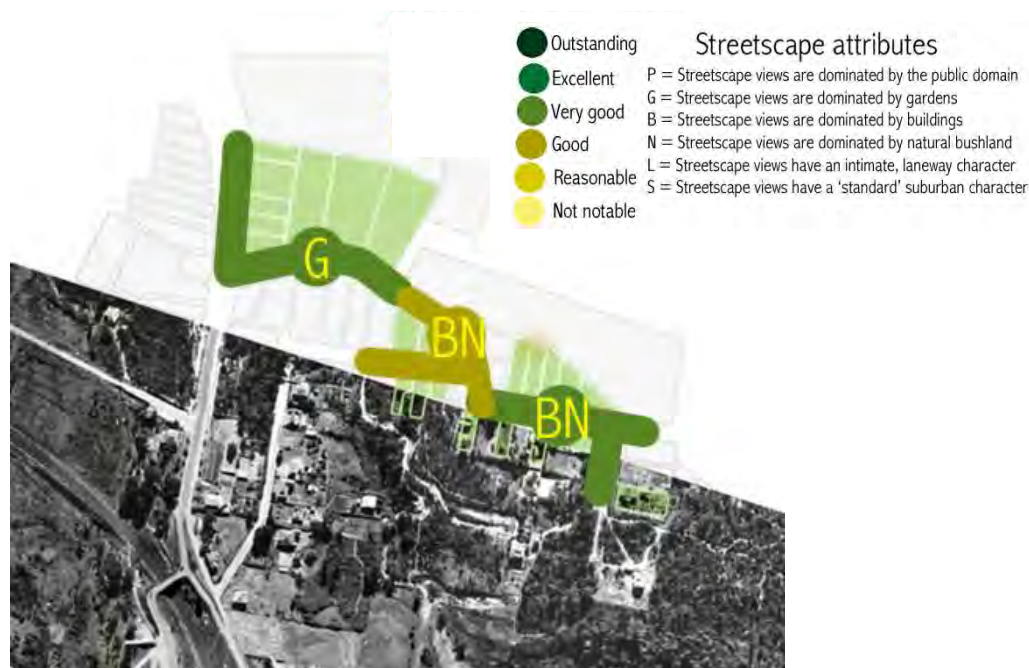 Outstanding
Excellent
Very good
Good
Reasonable
Not notable
Streetscape attributes
P = Streetscape views are dominated by the public domain
G = Streetscape views are dominated by gardens
B = Streetscape views are dominated by buildings
N = Streetscape views are dominated by natural bushland
L = Streetscape views have an intimate, laneway character
S = Streetscape views have a ‘standard’ suburban character
G
BN
BN